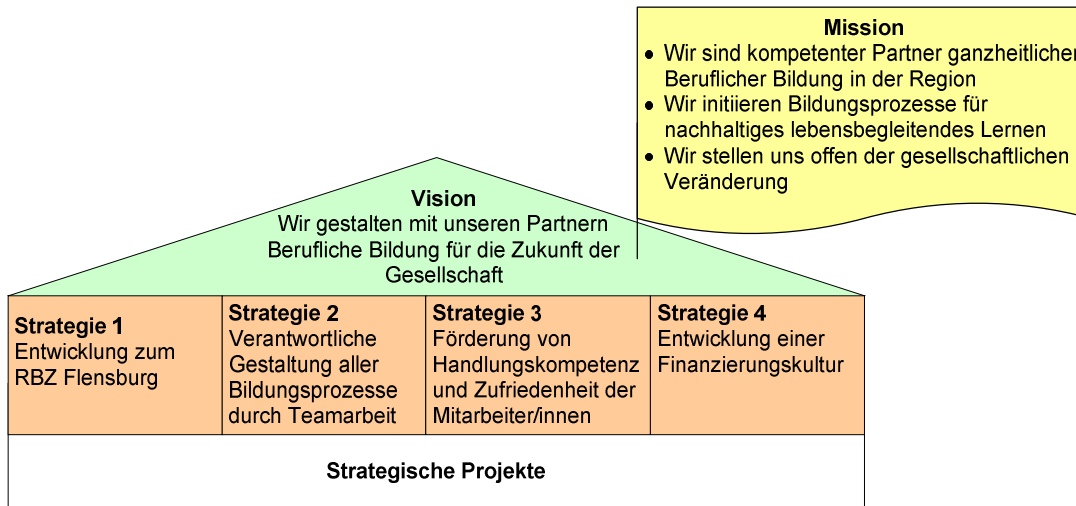 Mission
• Wir sind kompetenter Partner ganzheitlicher
Beruflicher Bildung in der Region
• Wir initiieren Bildungsprozesse für
nachhaltiges lebensbegleitendes Lernen
• Wir stellen uns offen der gesellschaftlichen
Veränderung
Vision
Wir gestalten mit unseren Partnern
Berufliche Bildung für die Zukunft der
Gesellschaft
Strategie 1
Entwicklung zum
RBZ Flensburg
Strategie 2
Verantwortliche
Gestaltung aller
Bildungsprozesse
durch Teamarbeit
Strategie 3
Förderung von
Handlungskompetenz
und Zufriedenheit der
Mitarbeiter/innen
Strategie 4
Entwicklung einer
Finanzierungskultur
Strategische Projekte